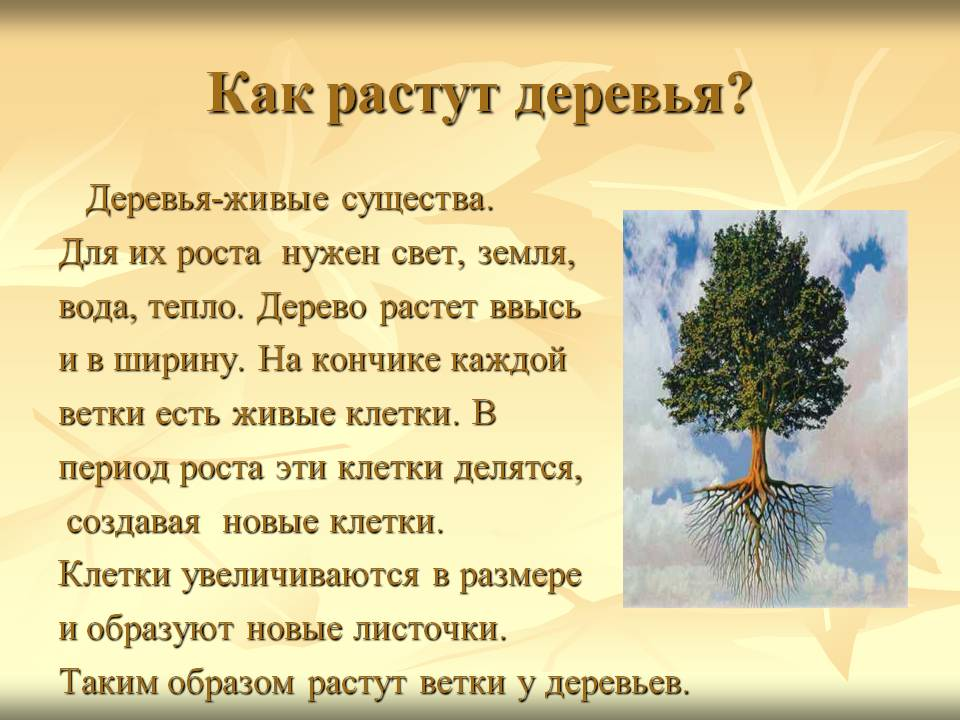 Как растут деревья?
Деревья-живые существа.
Для их роста нужен свет, земля,
вода, тепло. Дерево растет ввысь
и в ширину. На кончике каждой
ветки есть живые клетки. В
период роста эти клетки делятся,
создавая новые клетки.
Клетки увеличиваются в размере
и образуют новые листочки.
Таким образом растут ветки у деревьев.